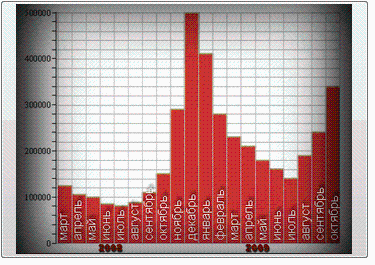 500000
400000
300000
200000
100000
0
март
апрель
май
июнь
июль
август
сентябрь
октябрь
ноябрь
декабрь
январь
февраль
март
апрель
май
июнь
июль
август
сентябрь
октябрь
2008
2009